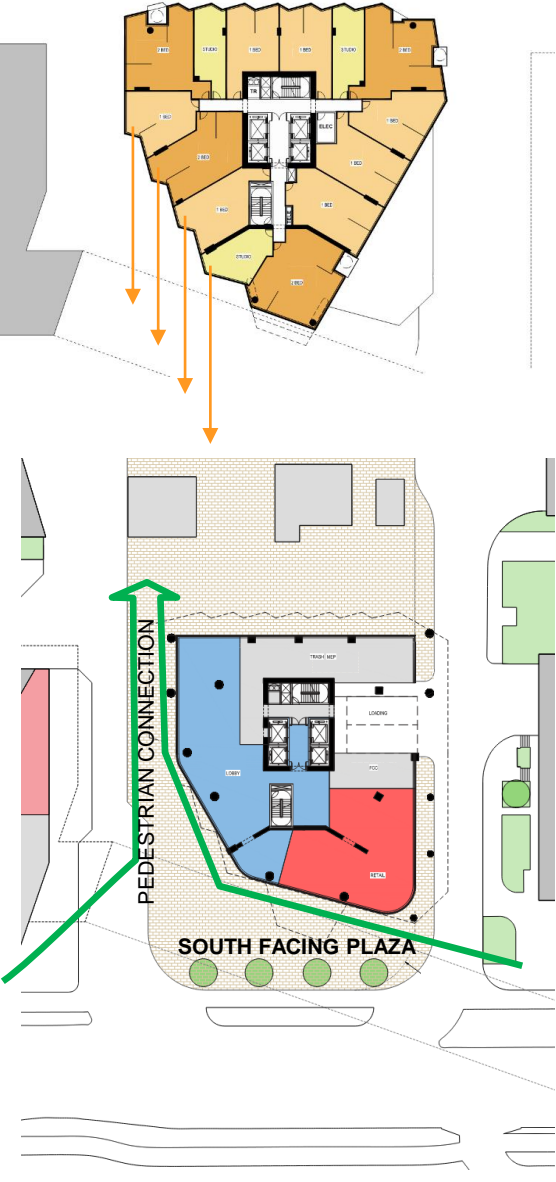 2 BED
STUDIO
1 BED
1 BED
STUDIO
2 BED
TR
1 BED
ELEC
1 BED
2 BED
1 BED
1 BED
1 BED
STUDIO
2 BED
PEDESTRIAN CONNECTION
TRASH MEP
LOADING
LOBBY
FCC
RETAIL
SOUTH FACING PLAZA